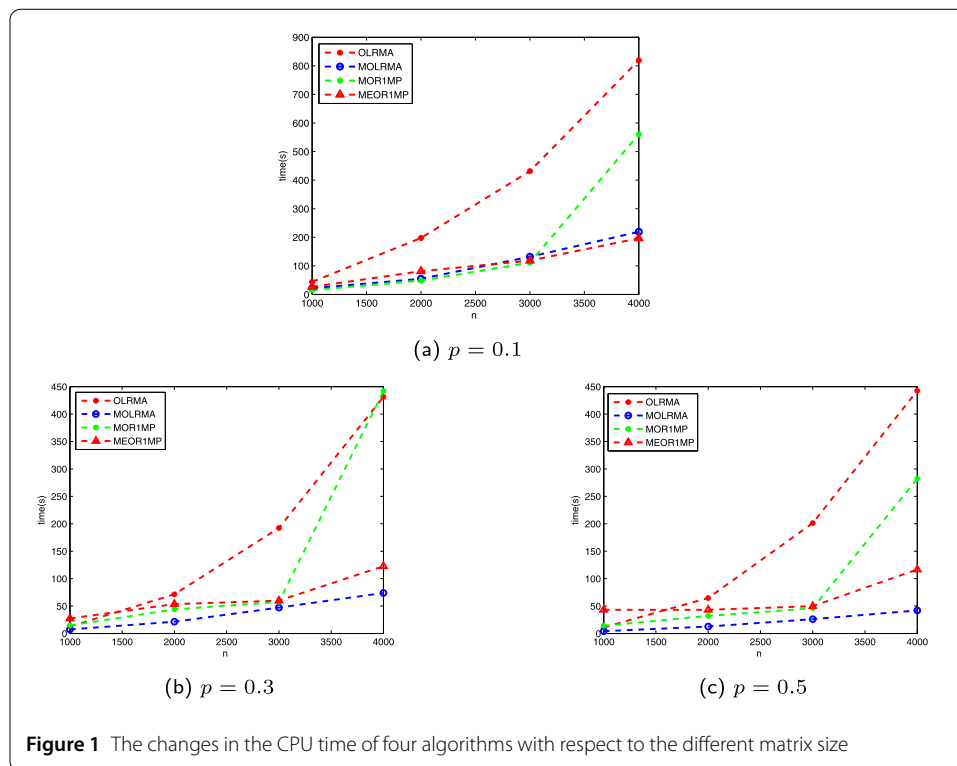 900
800
700
600
500
400
300
200
100
0
time(s)
OLRMA
MOLRMA
MOR1MP
MEOR1MP
1000 1500 2000 2500 3000 3500 4000
n
(a) p = 0.1
450
400
350
300
250
200
150
100
50
0
time(s)
OLRMA
MOLRMA
MOR1MP
MEOR1MP
1000 1500 2000 2500 3000 3500 4000
n
(b) p = 0.3
450
400
350
300
250
200
150
100
50
0
time(s)
OLRMA
MOLRMA
MOR1MP
MEOR1MP
1000 1500 2000 2500 3000 3500 4000
n
(c) p = 0.5
Figure 1 The changes in the CPU time of four algorithms with respect to the different matrix size